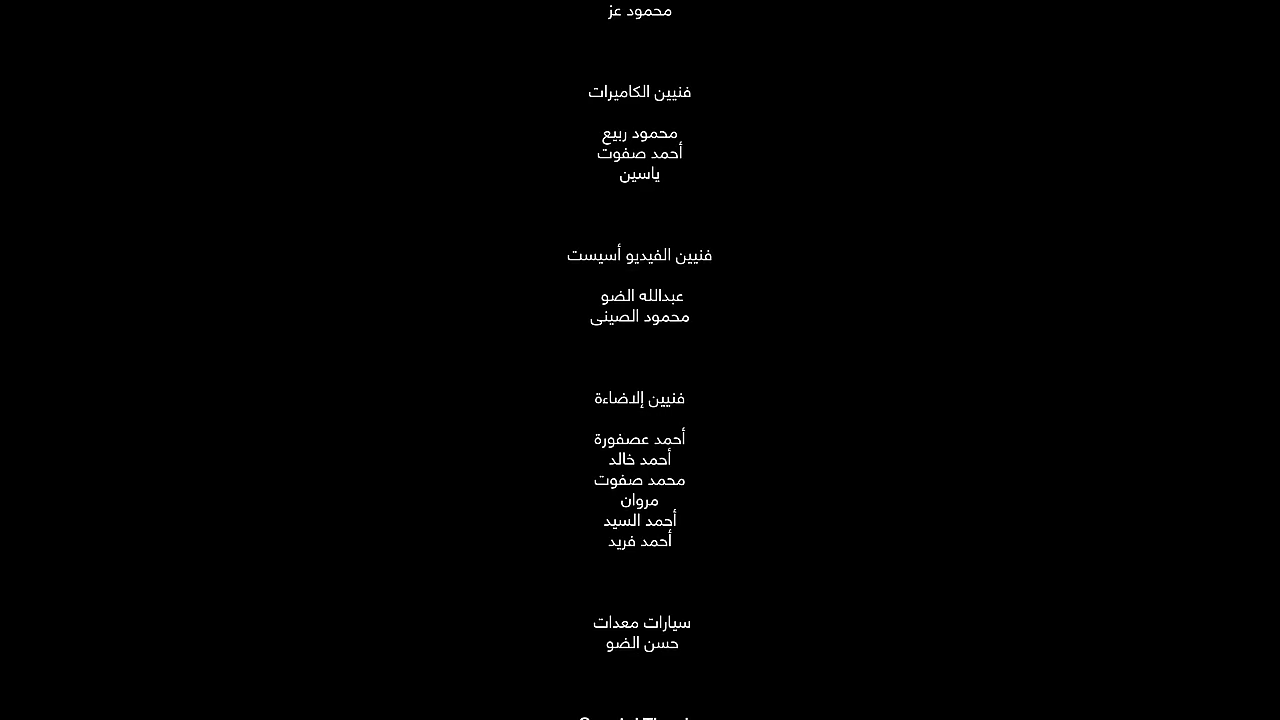 محمود عز
فنيين الكاميرات
محمود ربيع
أحمد صفوت
ياسين
فنيين الفيديو أسيست
عبدالله الضو
محمود الصينى
فنيين إلاضاءة
أحمد عصفورة
أحمد خالد
محمد صفوت
مروان
أحمد السيد
أحمد فريد
سيارات معدات
حسن الضو